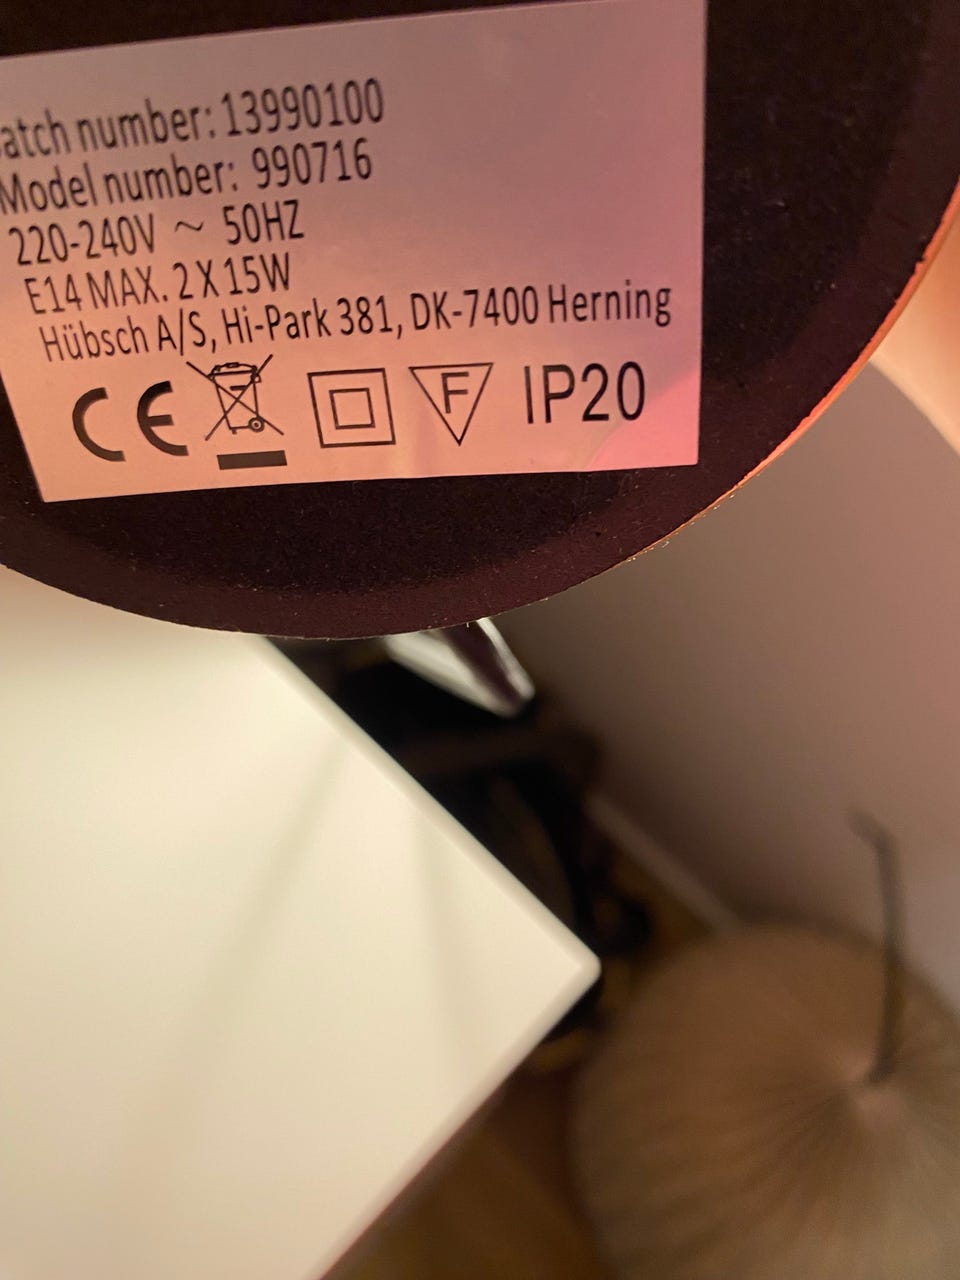 atch number: 13990100
Model number: 990716
220-240V ~ 50HZ
E14 MAX. 2 X 15W
Hübsch A/S, Hi-Park 381, DK-7400 Herning
CE F IP20